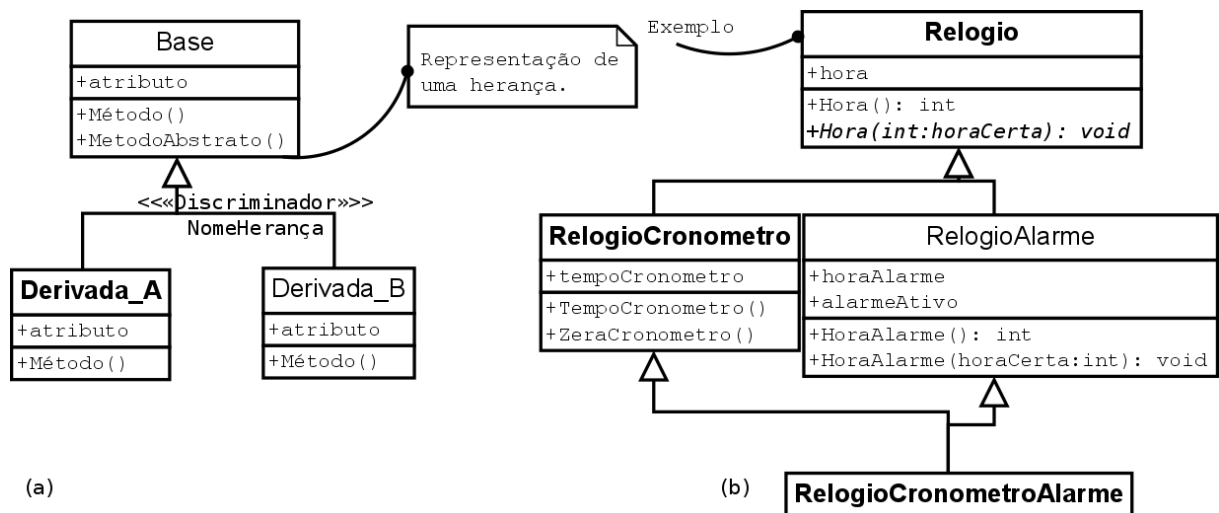 Base
+atributo
+Método()
+MetodoAbstrato()
Representação de
uma herança.
<<«Discriminador»>>
NomeHerança
Derivada_A
+atributo
+Método()
Derivada_B
+atributo
+Método()
(a)
Exemplo
Relogio
+hora
+Hora(): int
+Hora(int:horaCerta): void
RelogioCronometro
+tempoCronometro
+TempoCronometro()
+ZeraCronometro()
RelogioAlarme
+horaAlarme
+alarmeAtivo
+HoraAlarme(): int
+HoraAlarme(horaCerta:int): void
(b)
RelogioCronometroAlarme